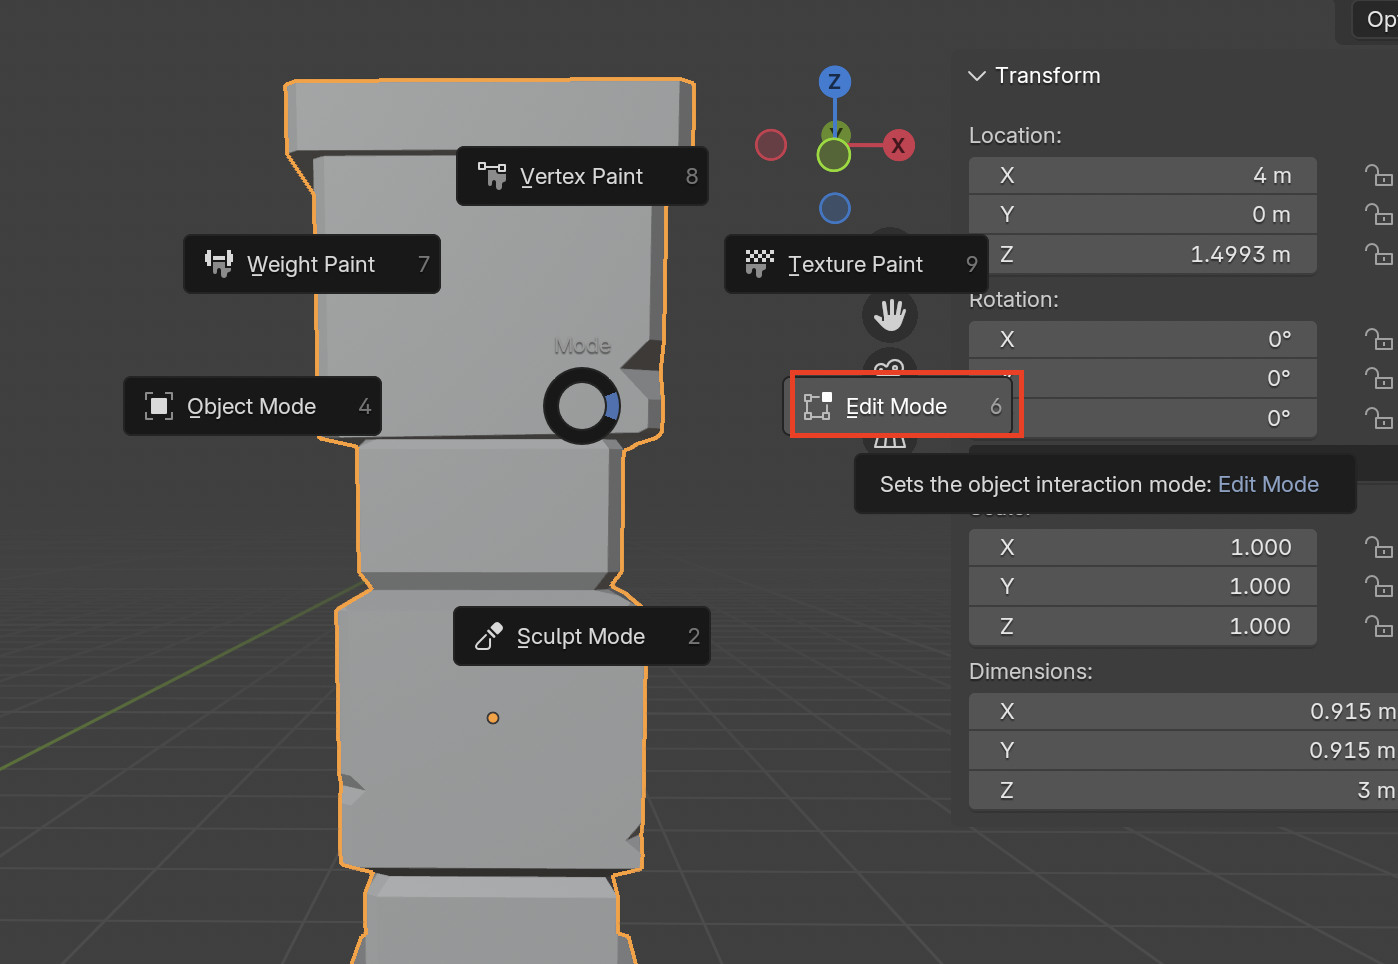 Op
Z
Y
X
Transform
Location:
X 4 m
Y 0 m
Z 1.4993 m
Vertex Paint 8
Weight Paint 7
Texture Paint 9
Rotation:
X 0°
0°
0°
Mode
Object Mode 4
Edit Mode 6
Sets the object interaction mode: Edit Mode
X 1.000
Y 1.000
Z 1.000
Sculpt Mode 2
Dimensions:
X 0.915 m
Y 0.915 m
Z 3 m